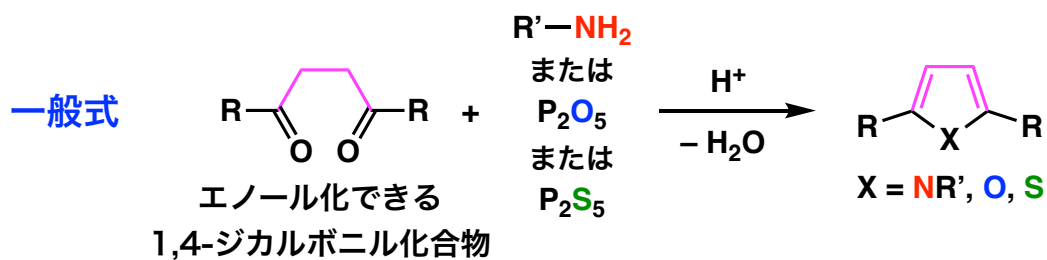 一般式
R
R
O
O
エノール化できる
1,4-ジカルボニル化合物
+
R'−NH₂
または
P₂O₅
または
P₂S₅
H⁺
– H₂O
R
X
R
X = NR', O, S